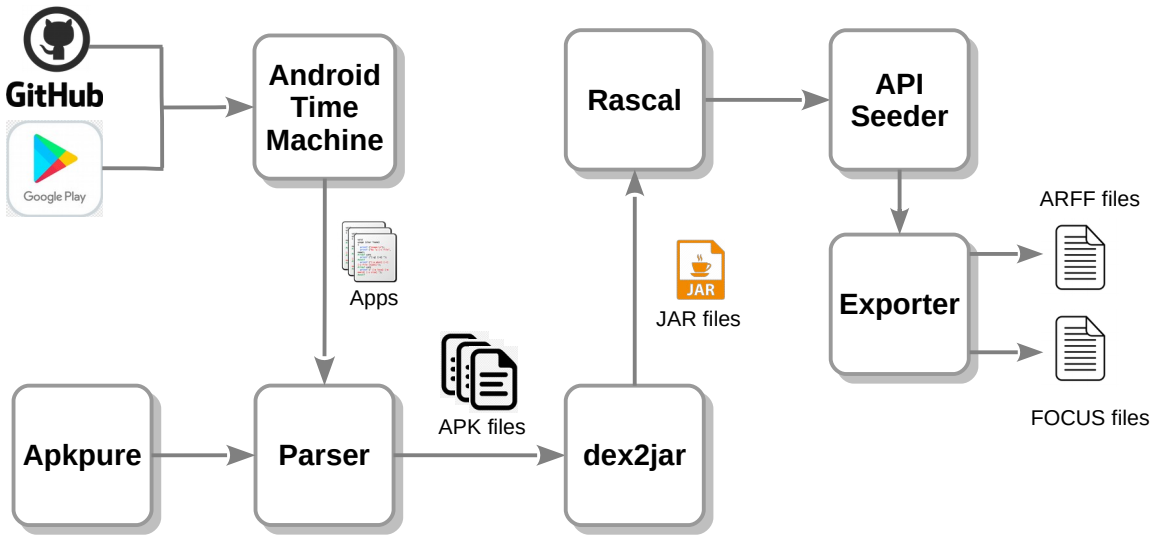 GitHub
Google Play
Android
Time
Machine
Apps
Apkpure
Parser
APK files
dex2jar
JAR
JAR files
Rascal
API
Seeder
Exporter
ARFF files
FOCUS files